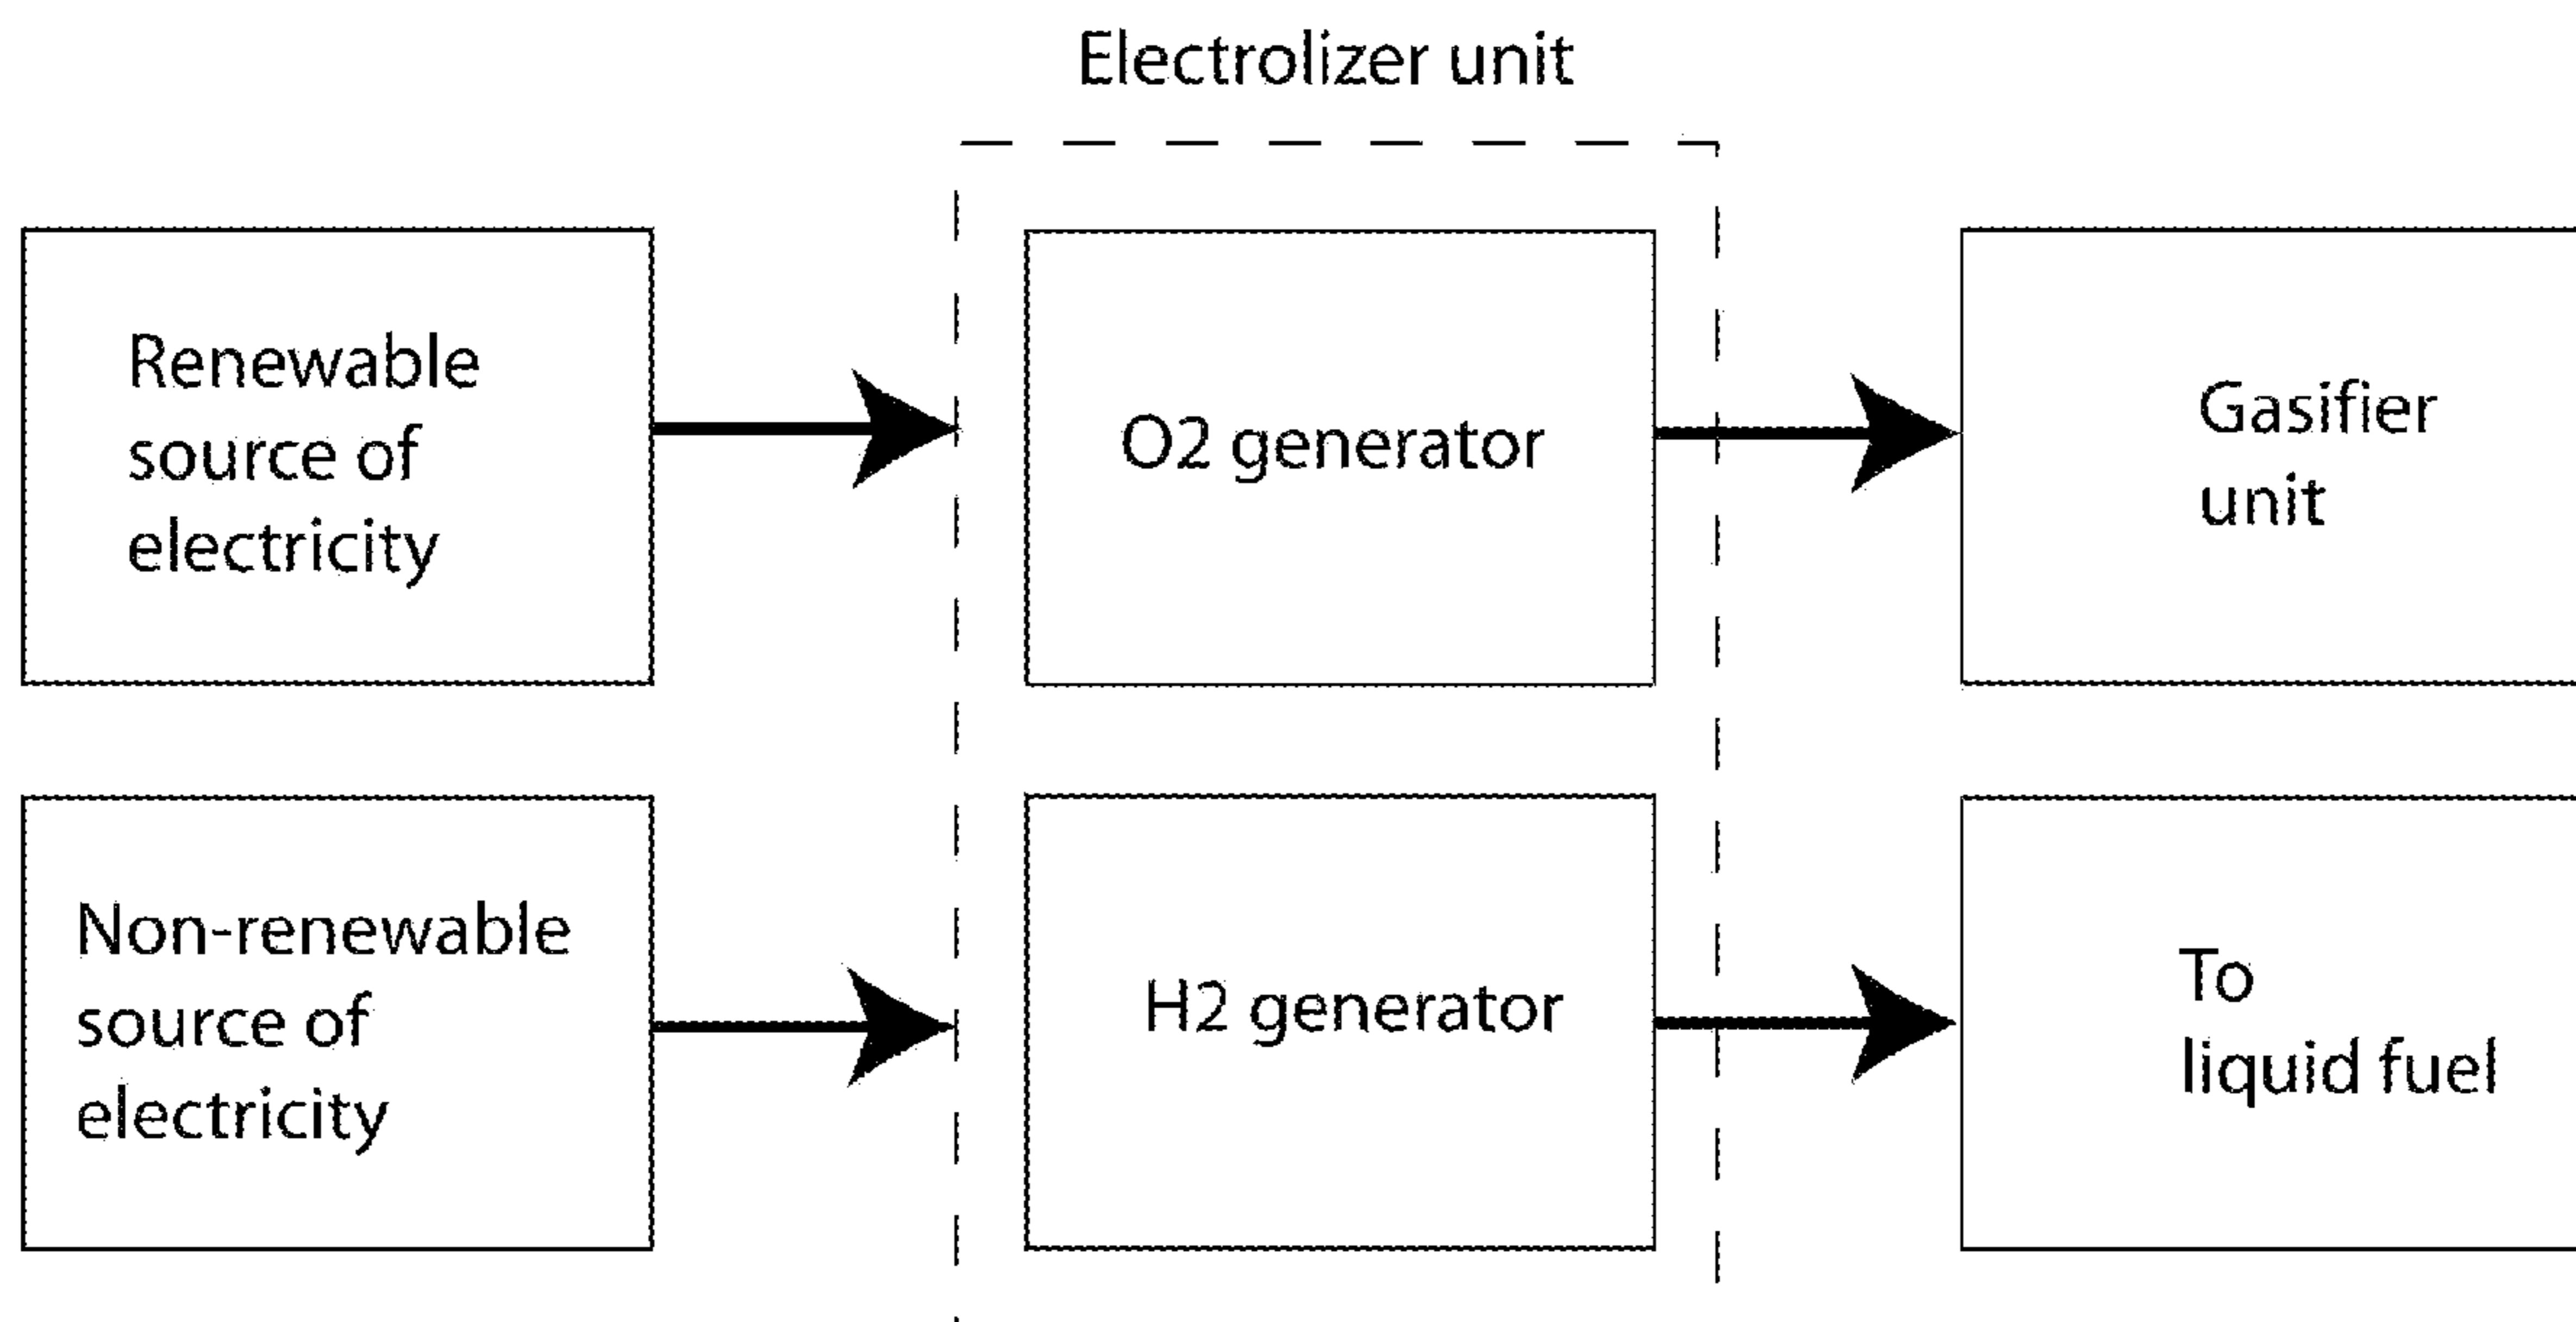 Electrolizer unit
Renewable
source of
electricity
O2 generator
Gasifier
unit
Non-renewable
source of
electricity
H2 generator
To
liquid fuel